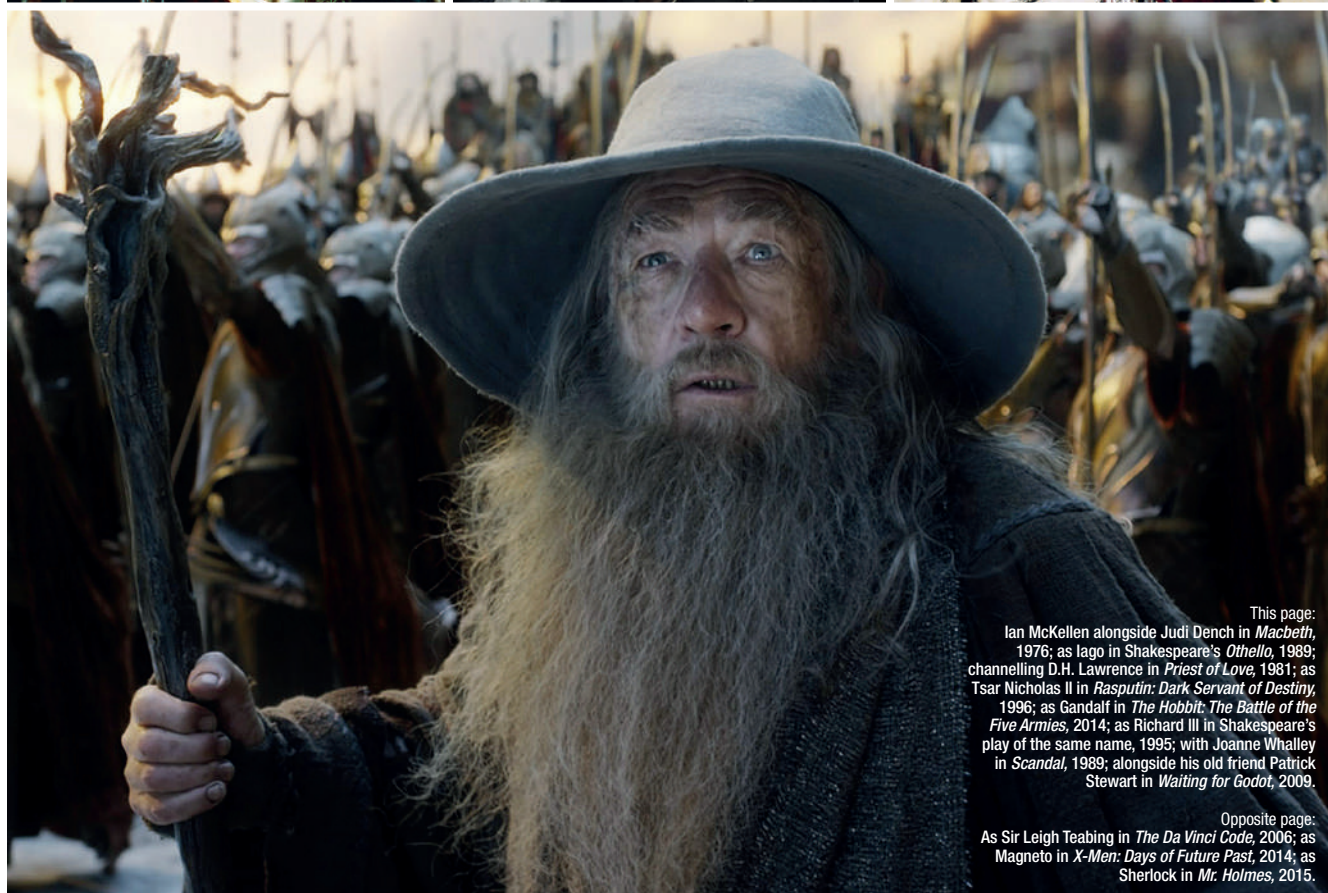 This page:
Ian McKellen alongside Judi Dench in Macbeth,
1976; as Iago in Shakespeare's Othello, 1989;
channelling D.H. Lawrence in Priest of Love, 1981; as
Tsar Nicholas II in Rasputin: Dark Servant of Destiny,
1996; as Gandalf in The Hobbit: The Battle of the
Five Armies, 2014; as Richard III in Shakespeare's
play of the same name, 1995; with Joanne Whalley
in Scandal, 1989; alongside his old friend Patrick
Stewart in Waiting for Godot, 2009.
Opposite page:
As Sir Leigh Teabing in The Da Vinci Code, 2006; as
Magneto in X-Men: Days of Future Past, 2014; as
Sherlock in Mr. Holmes, 2015.